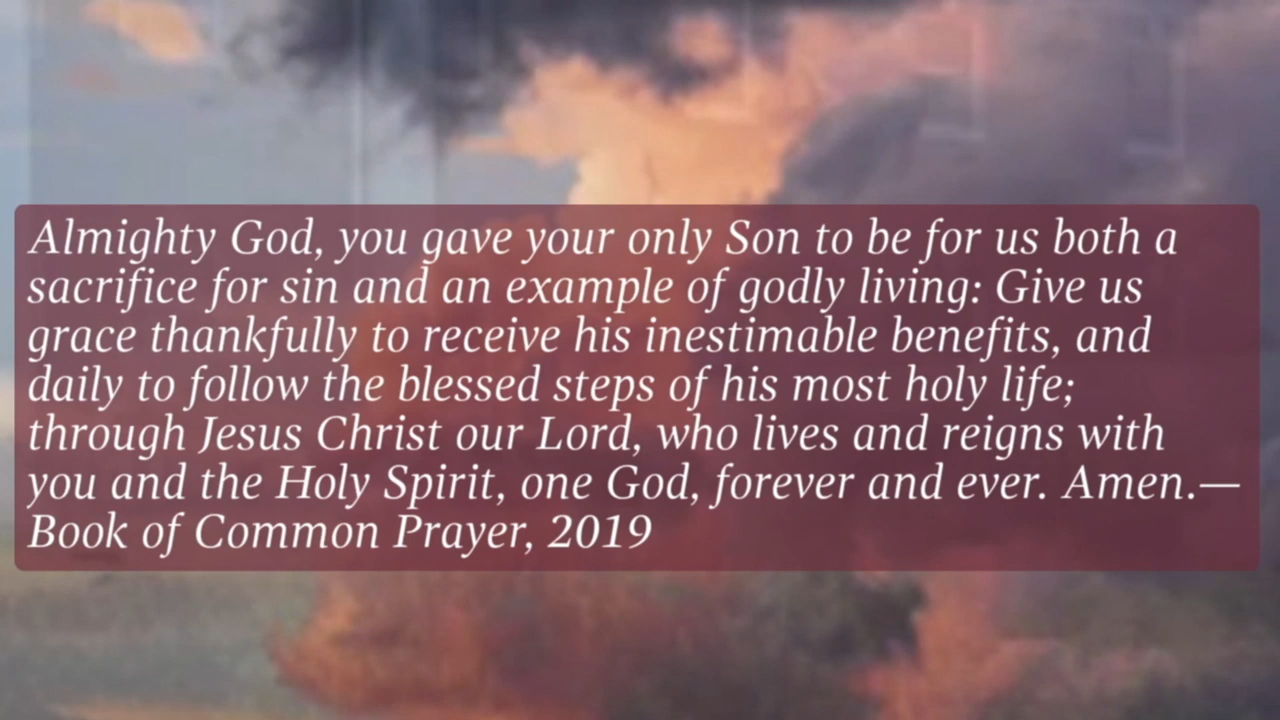 Almighty God, you gave your only Son to be for us both a
sacrifice for sin and an example of godly living: Give us
grace thankfully to receive his inestimable benefits, and
daily to follow the blessed steps of his most holy life;
through Jesus Christ our Lord, who lives and reigns with
you and the Holy Spirit, one God, forever and ever. Amen.—
Book of Common Prayer, 2019